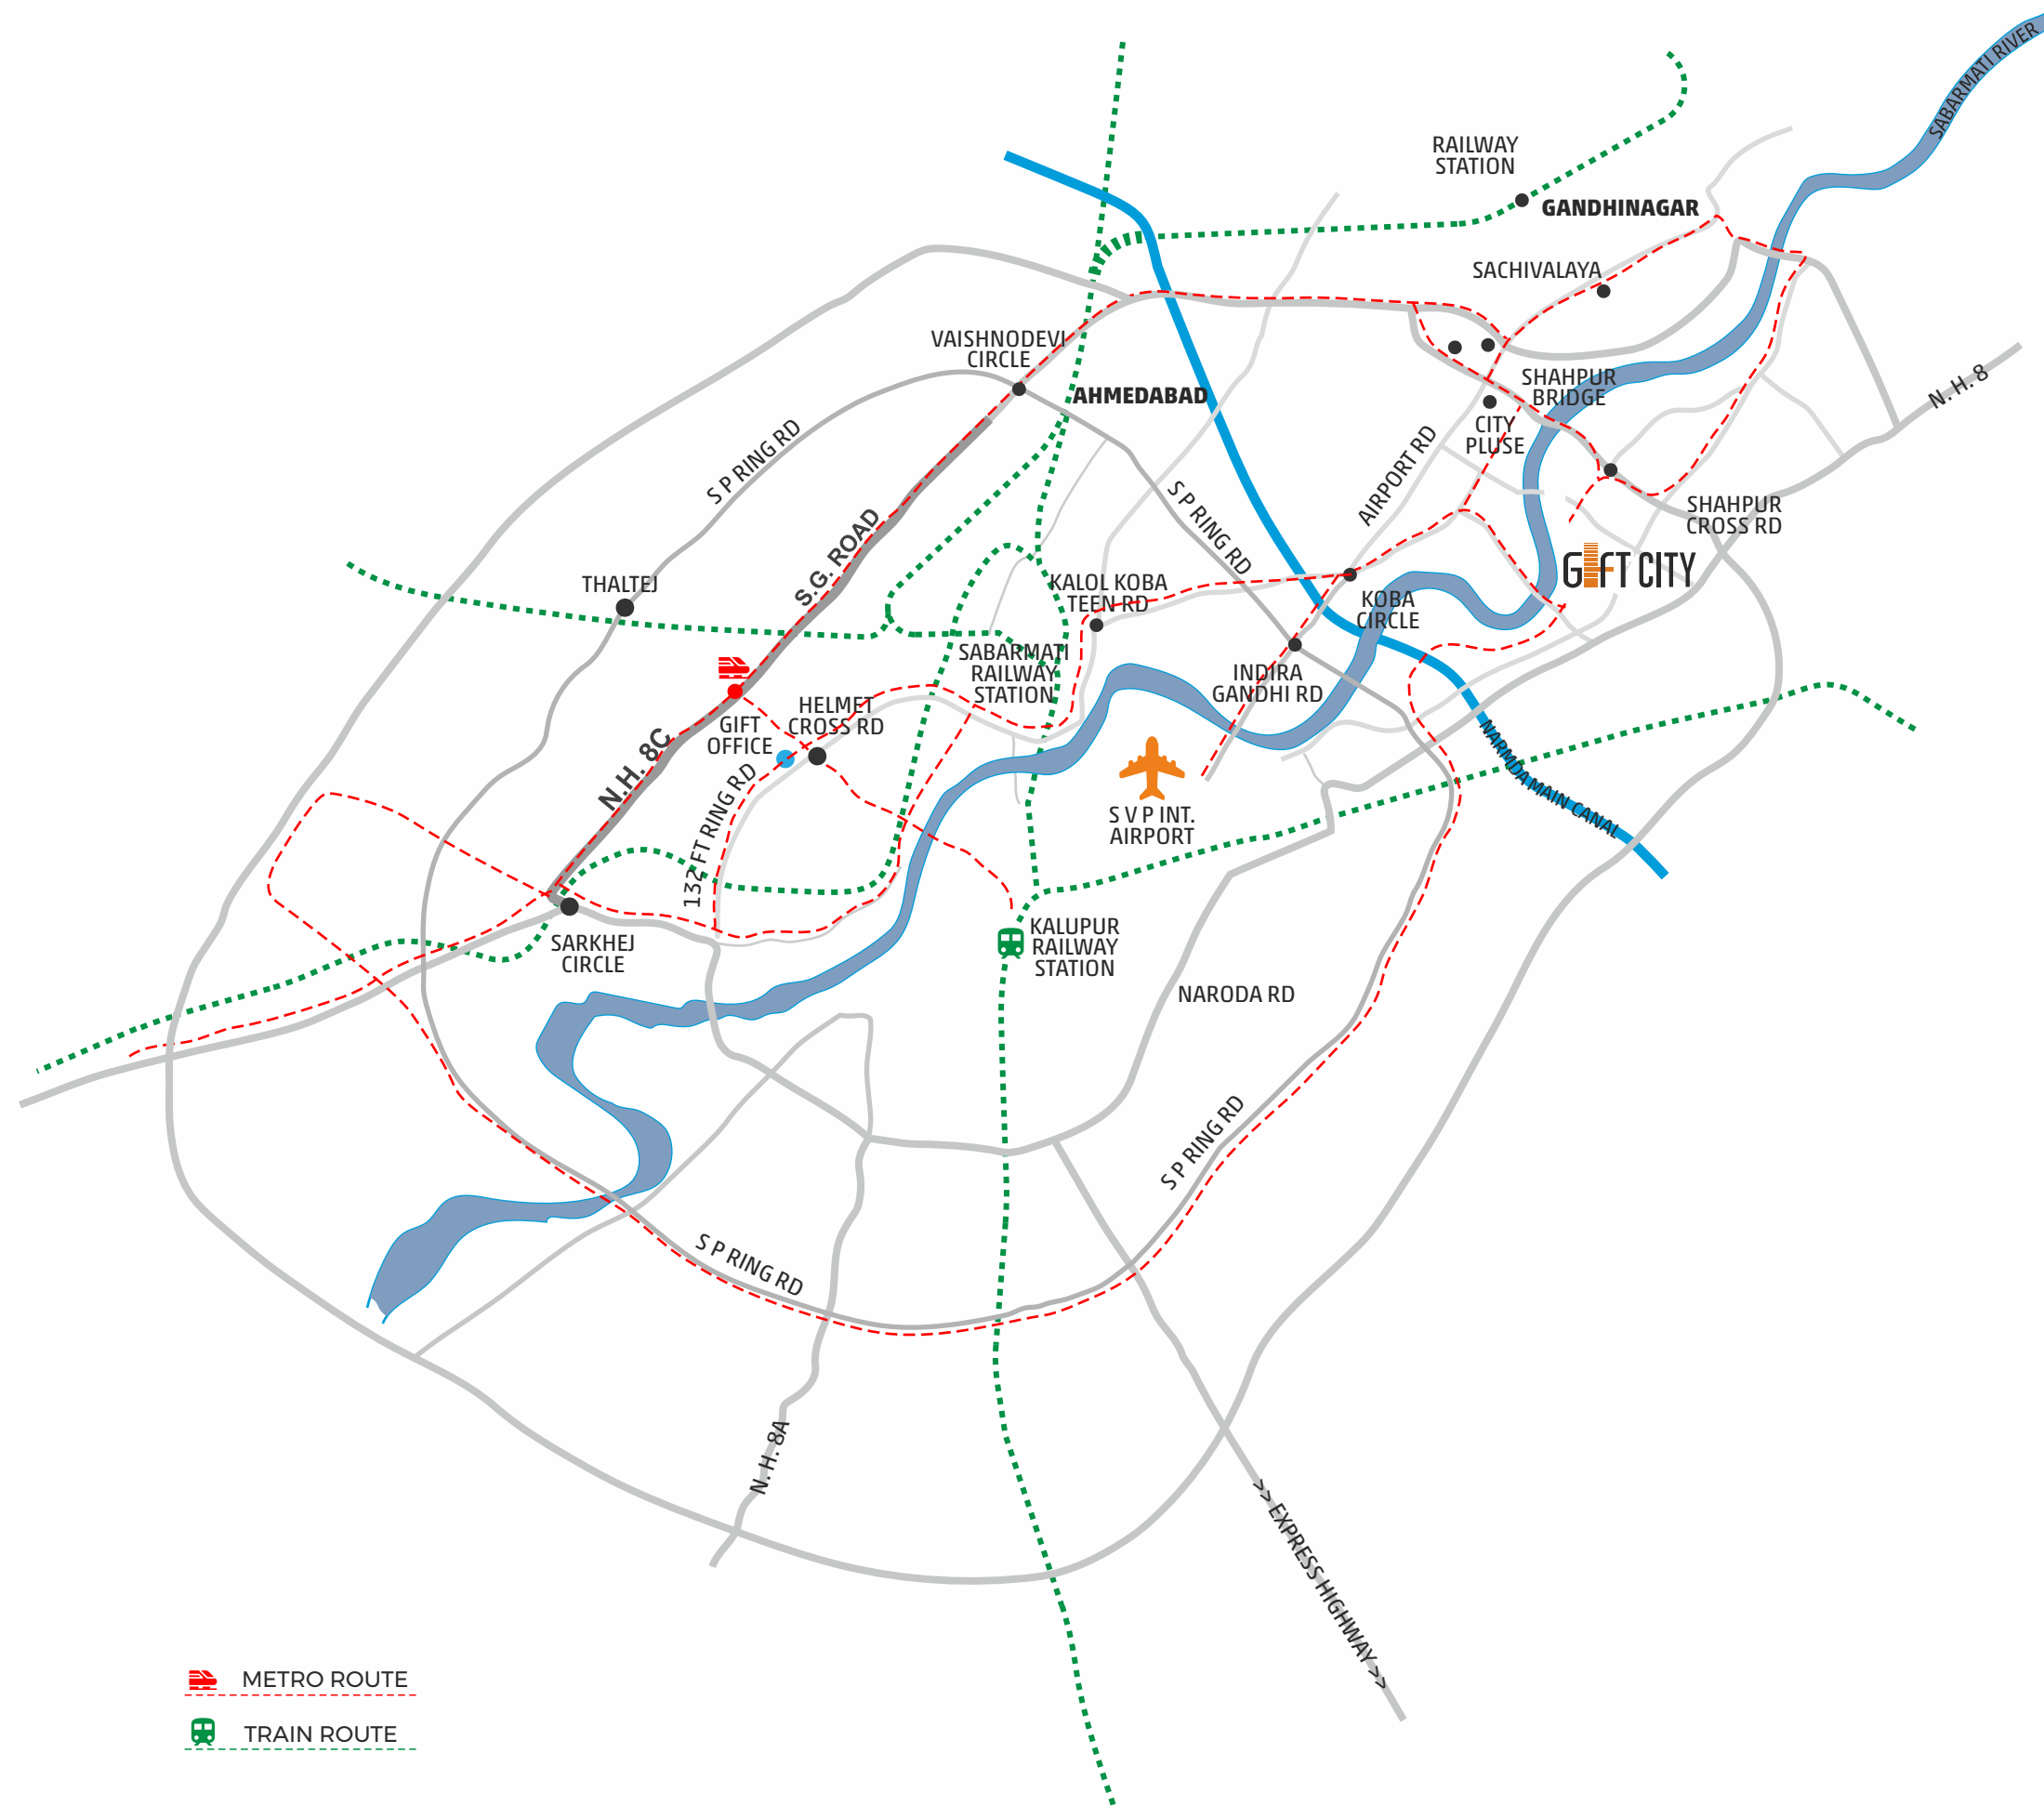 SABARMATI RIVER
RAILWAY
STATION
GANDHINAGAR
SACHIVALAYA
VAISHNODEVI
CIRCLE
AHMEDABAD
SHAHPUR
BRIDGE
N. H. 8
CITY
PLUSE
S P RING RD
AIRPORT RD
S P RING RD
SHAHPUR
CROSS RD
S.G. ROAD
GIFT CITY
THALTEJ
KALOL KOBA
TEEN RD
KOBA
CIRCLE
SABARMATI
RAILWAY
STATION
INDIRA
GANDHI RD
HELMET
CROSS RD
GIFT
OFFICE
N.H. 8C
NARMDA MAIN CANAL
132 FT RING RD
S V P INT.
AIRPORT
SARKHEJ
CIRCLE
KALUPUR
RAILWAY
STATION
NARODA RD
S P RING RD
S P RING RD
N. H. 8A
>> EXPRESS HIGHWAY >>
METRO ROUTE
TRAIN ROUTE